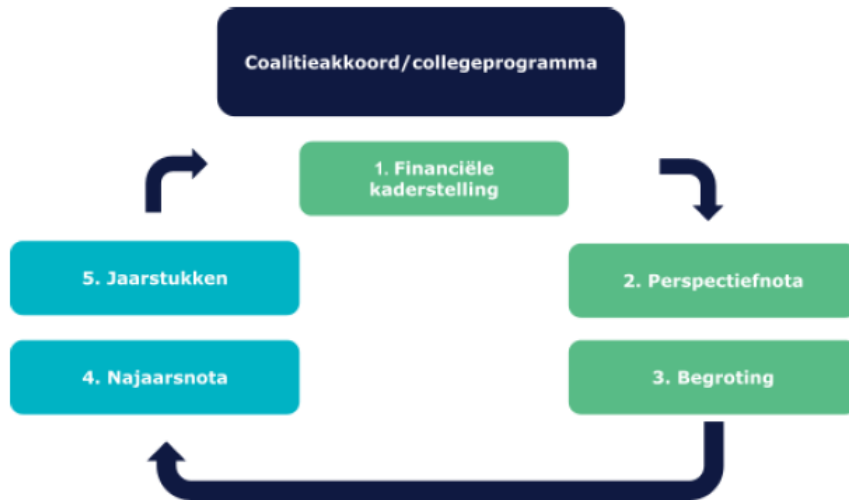 Coalitieakkoord/collegeprogramma
1. Financiële
kaderstelling
2. Perspectiefnota
3. Begroting
4. Najaarsnota
5. Jaarstukken